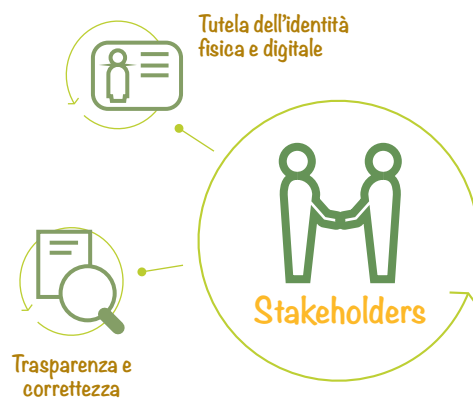 Tutela dell'identità
fisica e digitale
Stakeholders
Trasparenza e
correttezza